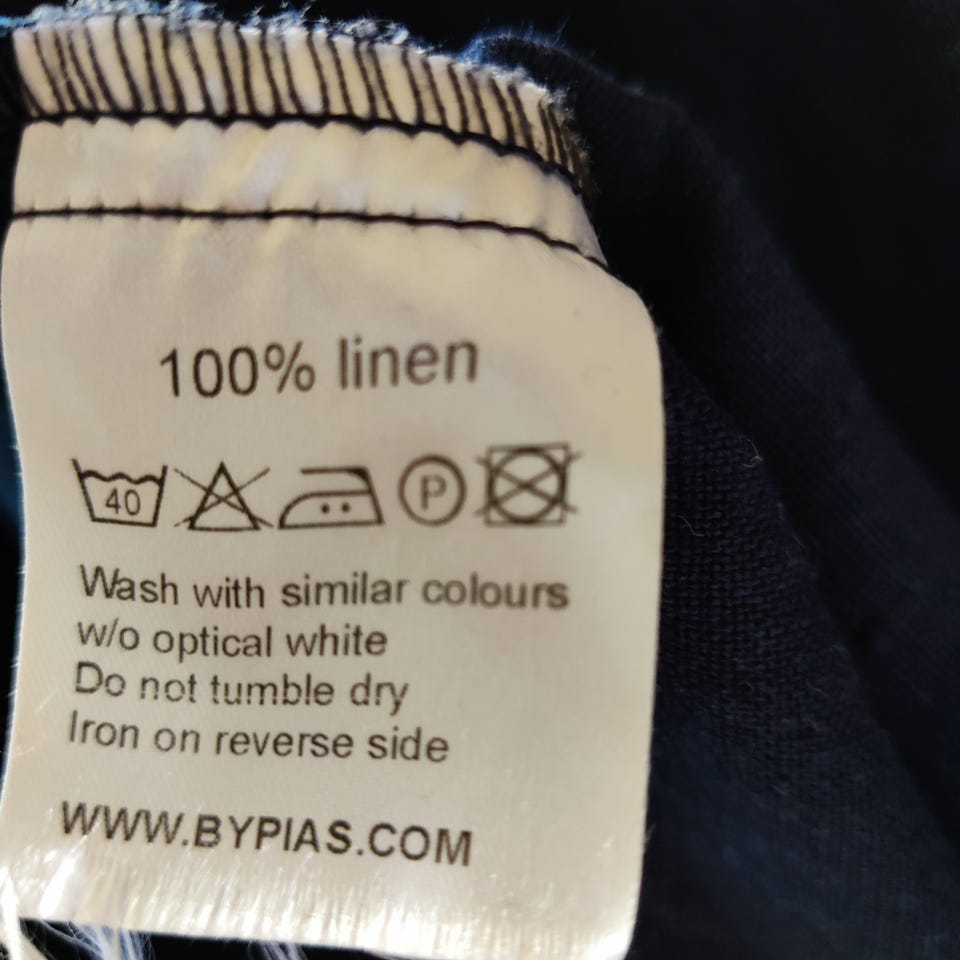 100% linen
40 P
Wash with similar colours
w/o optical white
Do not tumble dry
Iron on reverse side
WWW.BYPIAS.COM